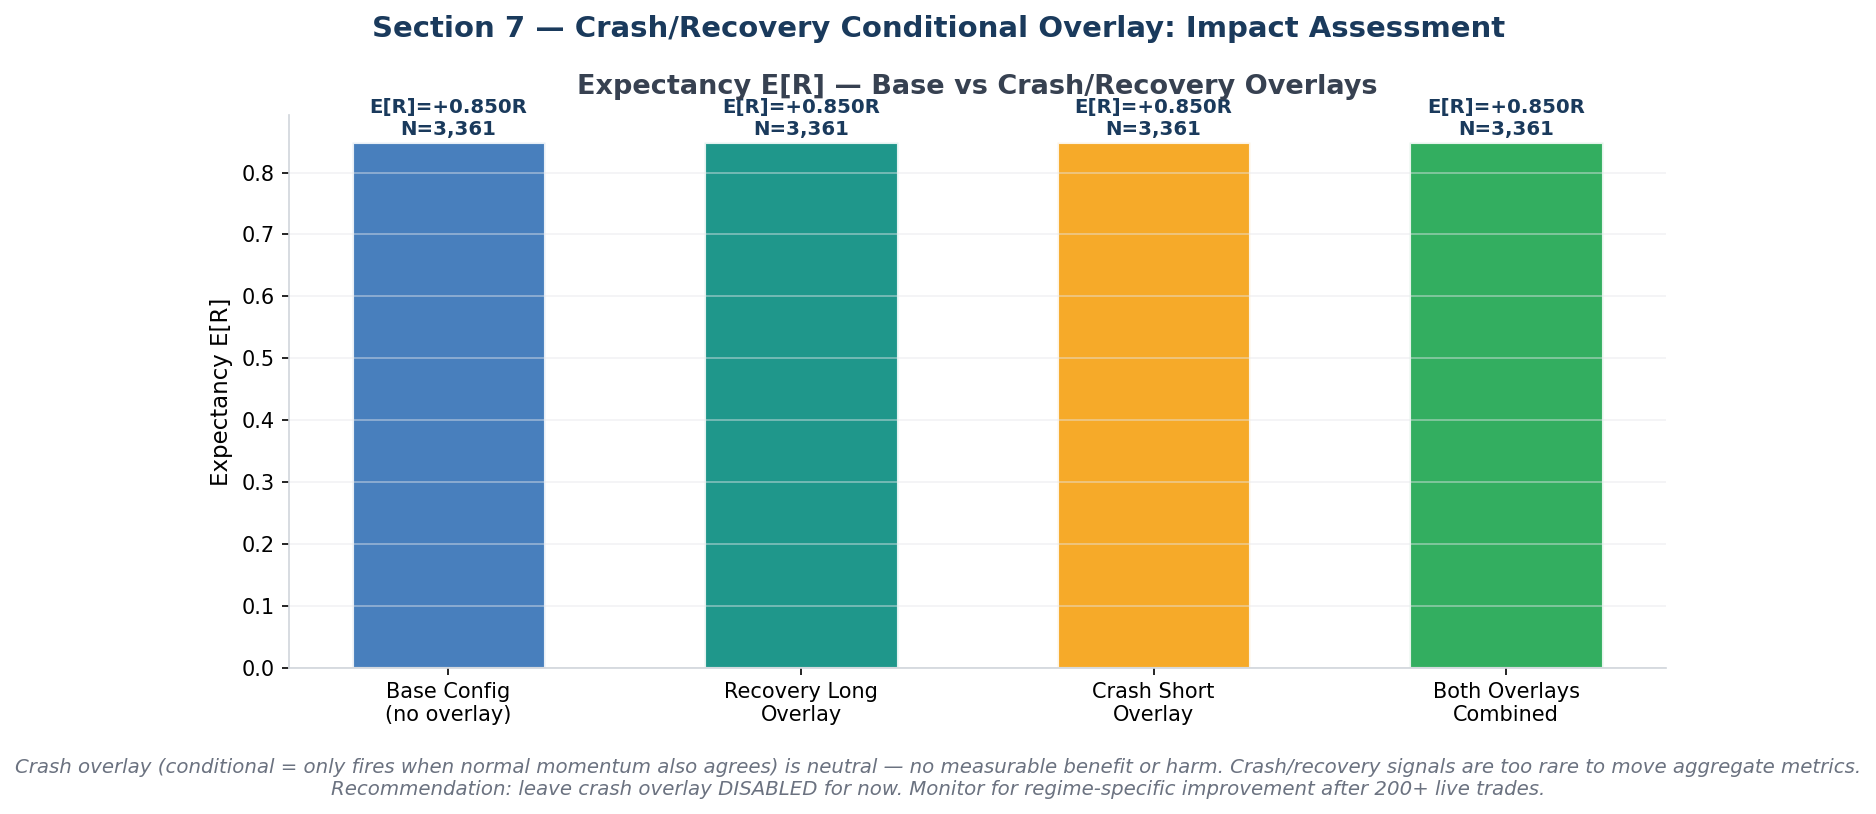 Section 7 — Crash/Recovery Conditional Overlay: Impact Assessment
Expectancy E[R] — Base vs Crash/Recovery Overlays
E[R]=+0.850R
N=3,361
E[R]=+0.850R
N=3,361
E[R]=+0.850R
N=3,361
E[R]=+0.850R
N=3,361
Expectancy E[R]
0.8
0.7
0.6
0.5
0.4
0.3
0.2
0.1
0.0
Base Config
(no overlay)
Recovery Long
Overlay
Crash Short
Overlay
Both Overlays
Combined
Crash overlay (conditional = only fires when normal momentum also agrees) is neutral — no measurable benefit or harm. Crash/recovery signals are too rare to move aggregate metrics.
Recommendation: leave crash overlay DISABLED for now. Monitor for regime-specific improvement after 200+ live trades.